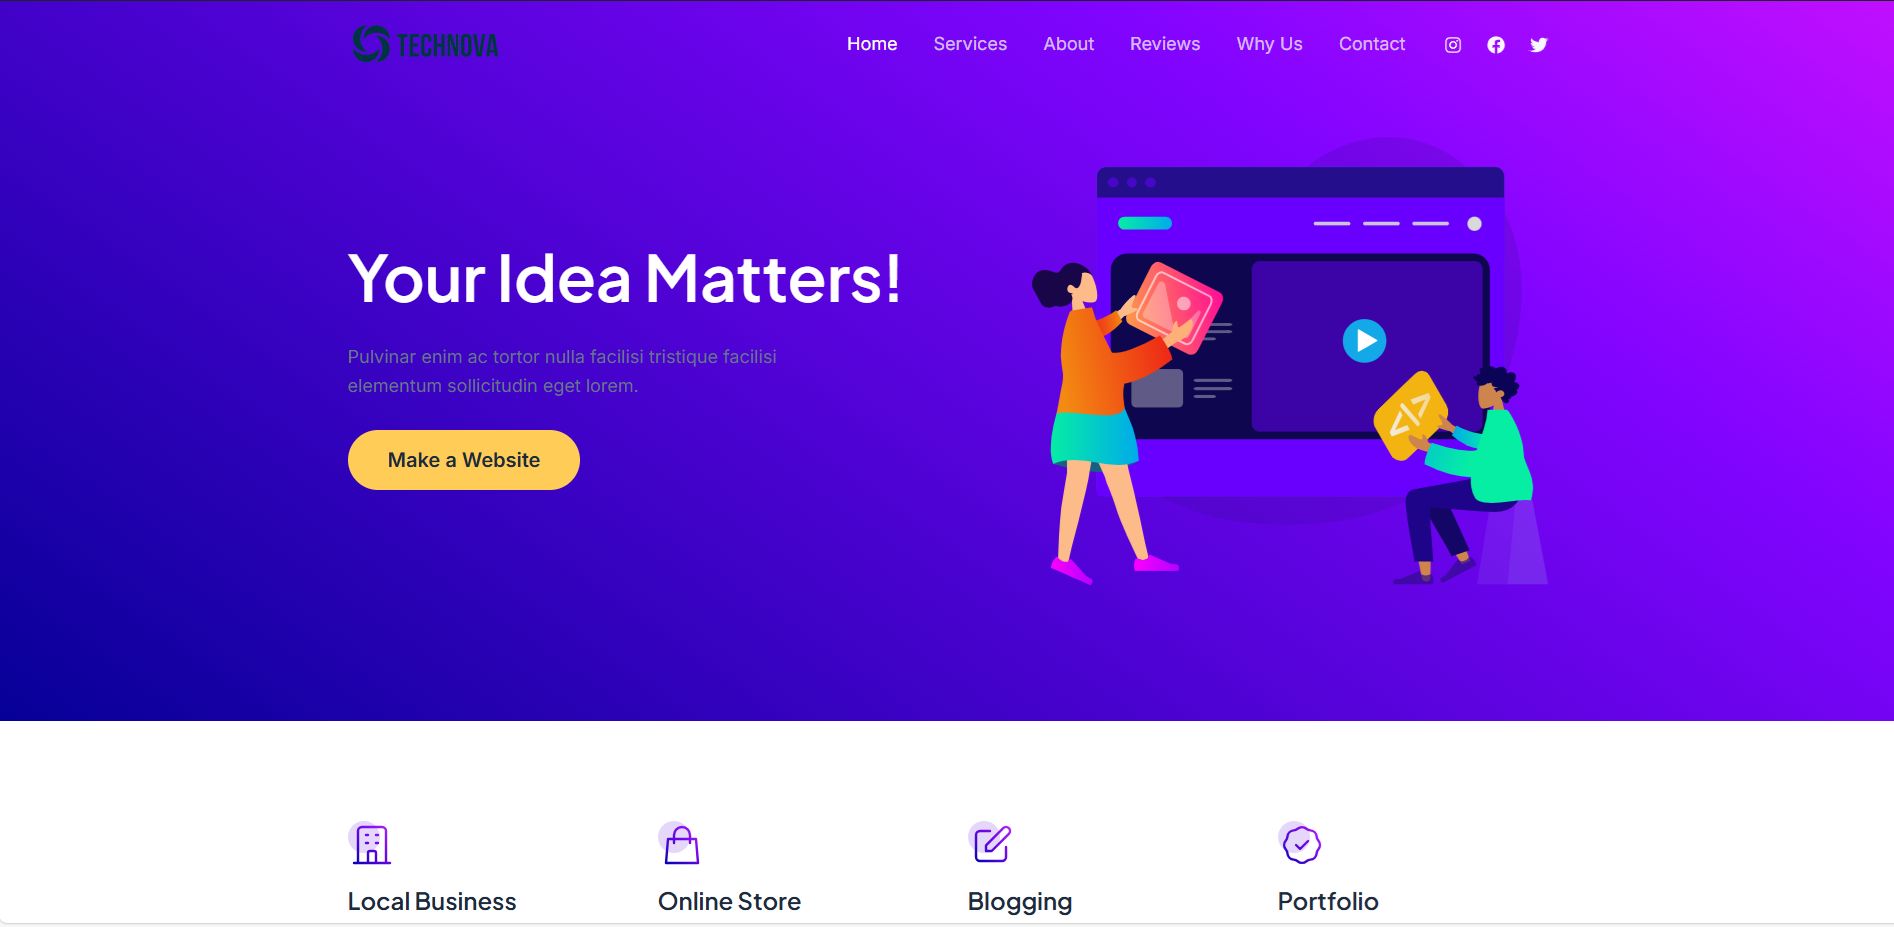 TECHNOVA
Home Services About Reviews Why Us Contact
Your Idea Matters!
Pulvinar enim ac tortor nulla facilisi tristique facilisi
elementum sollicitudin eget lorem.
Make a Website
</>
Local Business
Online Store
Blogging
Portfolio